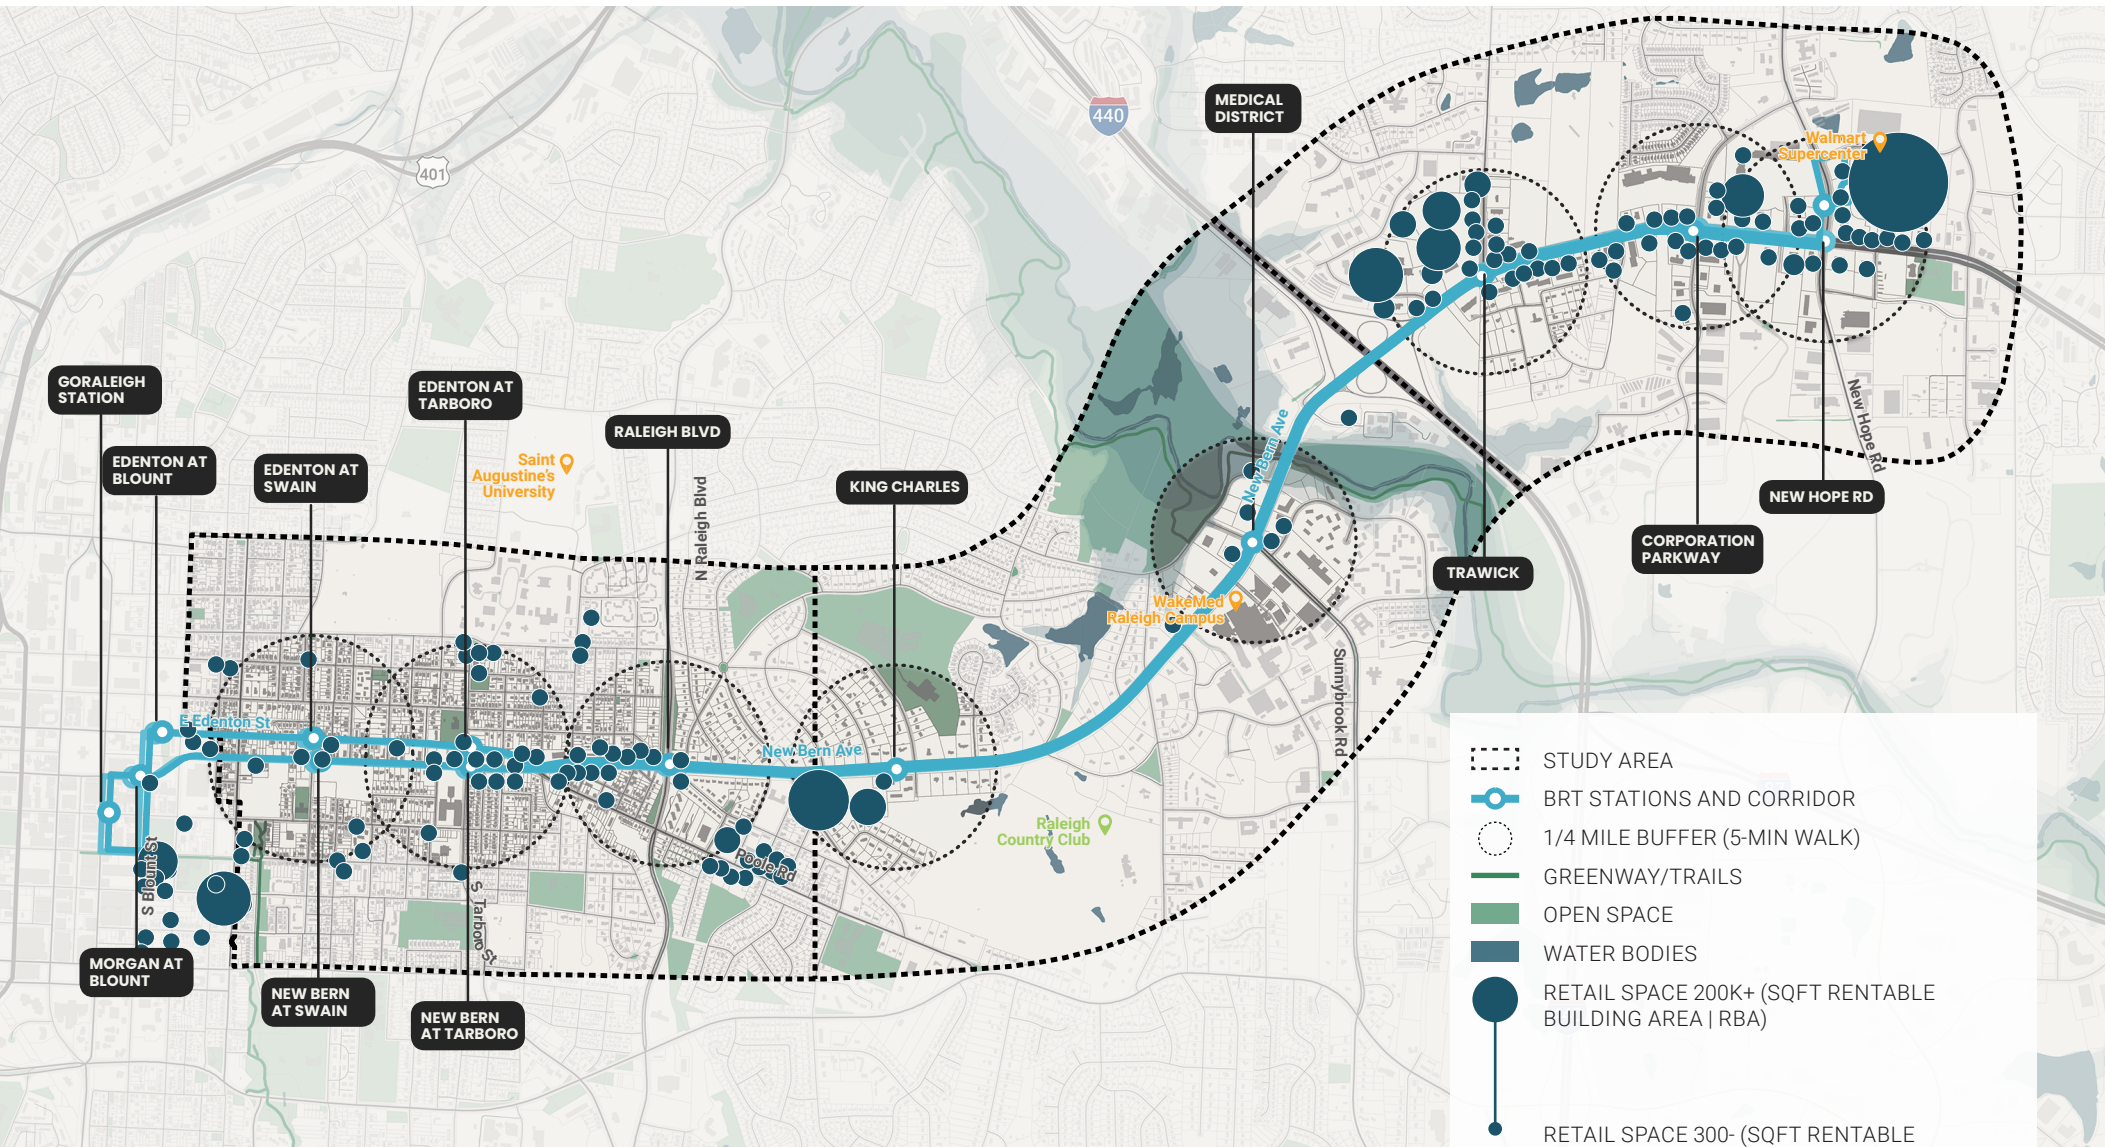 440
401
MEDICAL
DISTRICT
Walmart
Supercenter
GORALEIGH
STATION
EDENTON AT
BLOUNT
EDENTON AT
SWAIN
EDENTON AT
TARBORO
Saint
Augustine's
University
RALEIGH BLVD
N Raleigh Blvd
KING CHARLES
New Bern Ave
New Hope Rd
NEW HOPE RD
CORPORATION
PARKWAY
TRAWICK
WakeMed
Raleigh Campus
Sunnybrook Rd
E Edenton St
New Bern Ave
Raleigh
Country Club
Poole Rd
S Blount St
S Tarboro St
MORGAN AT
BLOUNT
NEW BERN
AT SWAIN
NEW BERN
AT TARBORO
STUDY AREA
BRT STATIONS AND CORRIDOR
1/4 MILE BUFFER (5-MIN WALK)
GREENWAY/TRAILS
OPEN SPACE
WATER BODIES
RETAIL SPACE 200K+ (SQFT RENTABLE
BUILDING AREA | RBA)
RETAIL SPACE 300- (SQFT RENTABLE